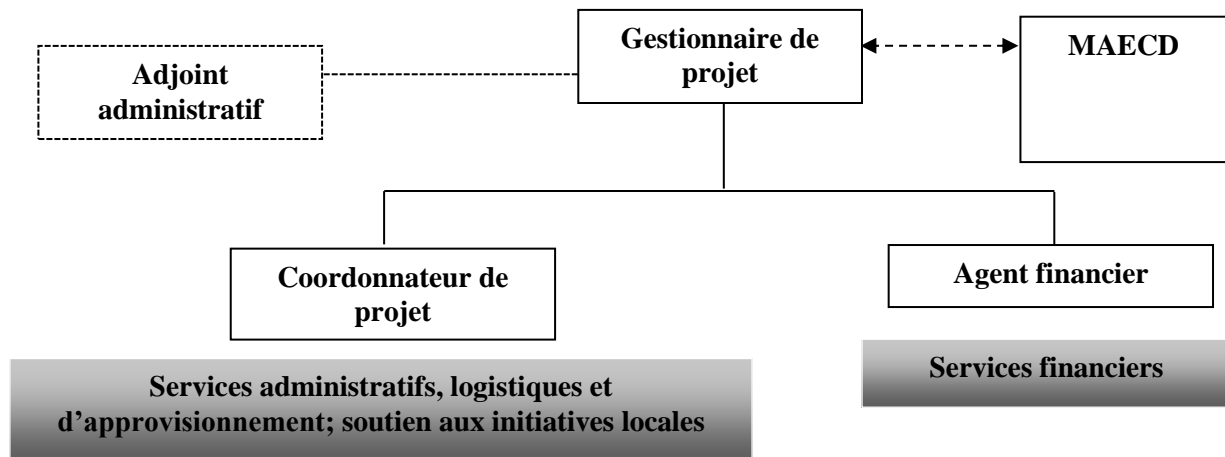 Gestionnaire de
projet
MAECD
Adjoint
administratif
Coordonnateur de
projet
Agent financier
Services administratifs, logistiques et
d’approvisionnement; soutien aux initiatives locales
Services financiers